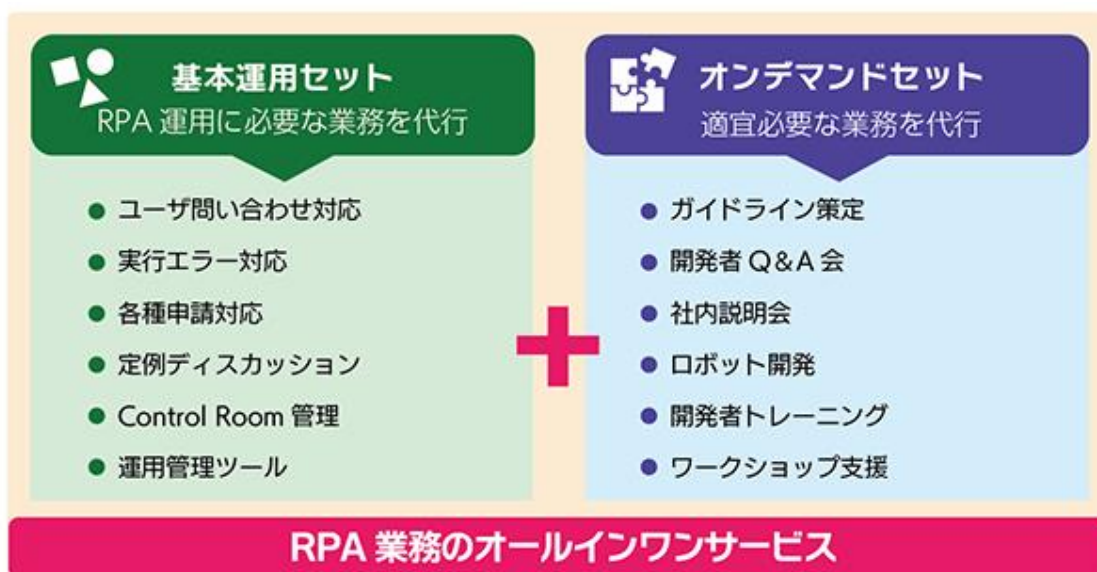 基本運用セット
RPA 運用に必要な業務を代行
ユーザ問い合わせ対応
実行エラー対応
各種申請対応
定例ディスカッション
Control Room 管理
運用管理ツール
オンデマンドセット
適宜必要な業務を代行
ガイドライン策定
開発者 Q&A 会
社内説明会
ロボット開発
開発者トレーニング
ワークショップ支援
RPA 業務のオールインワンサービス